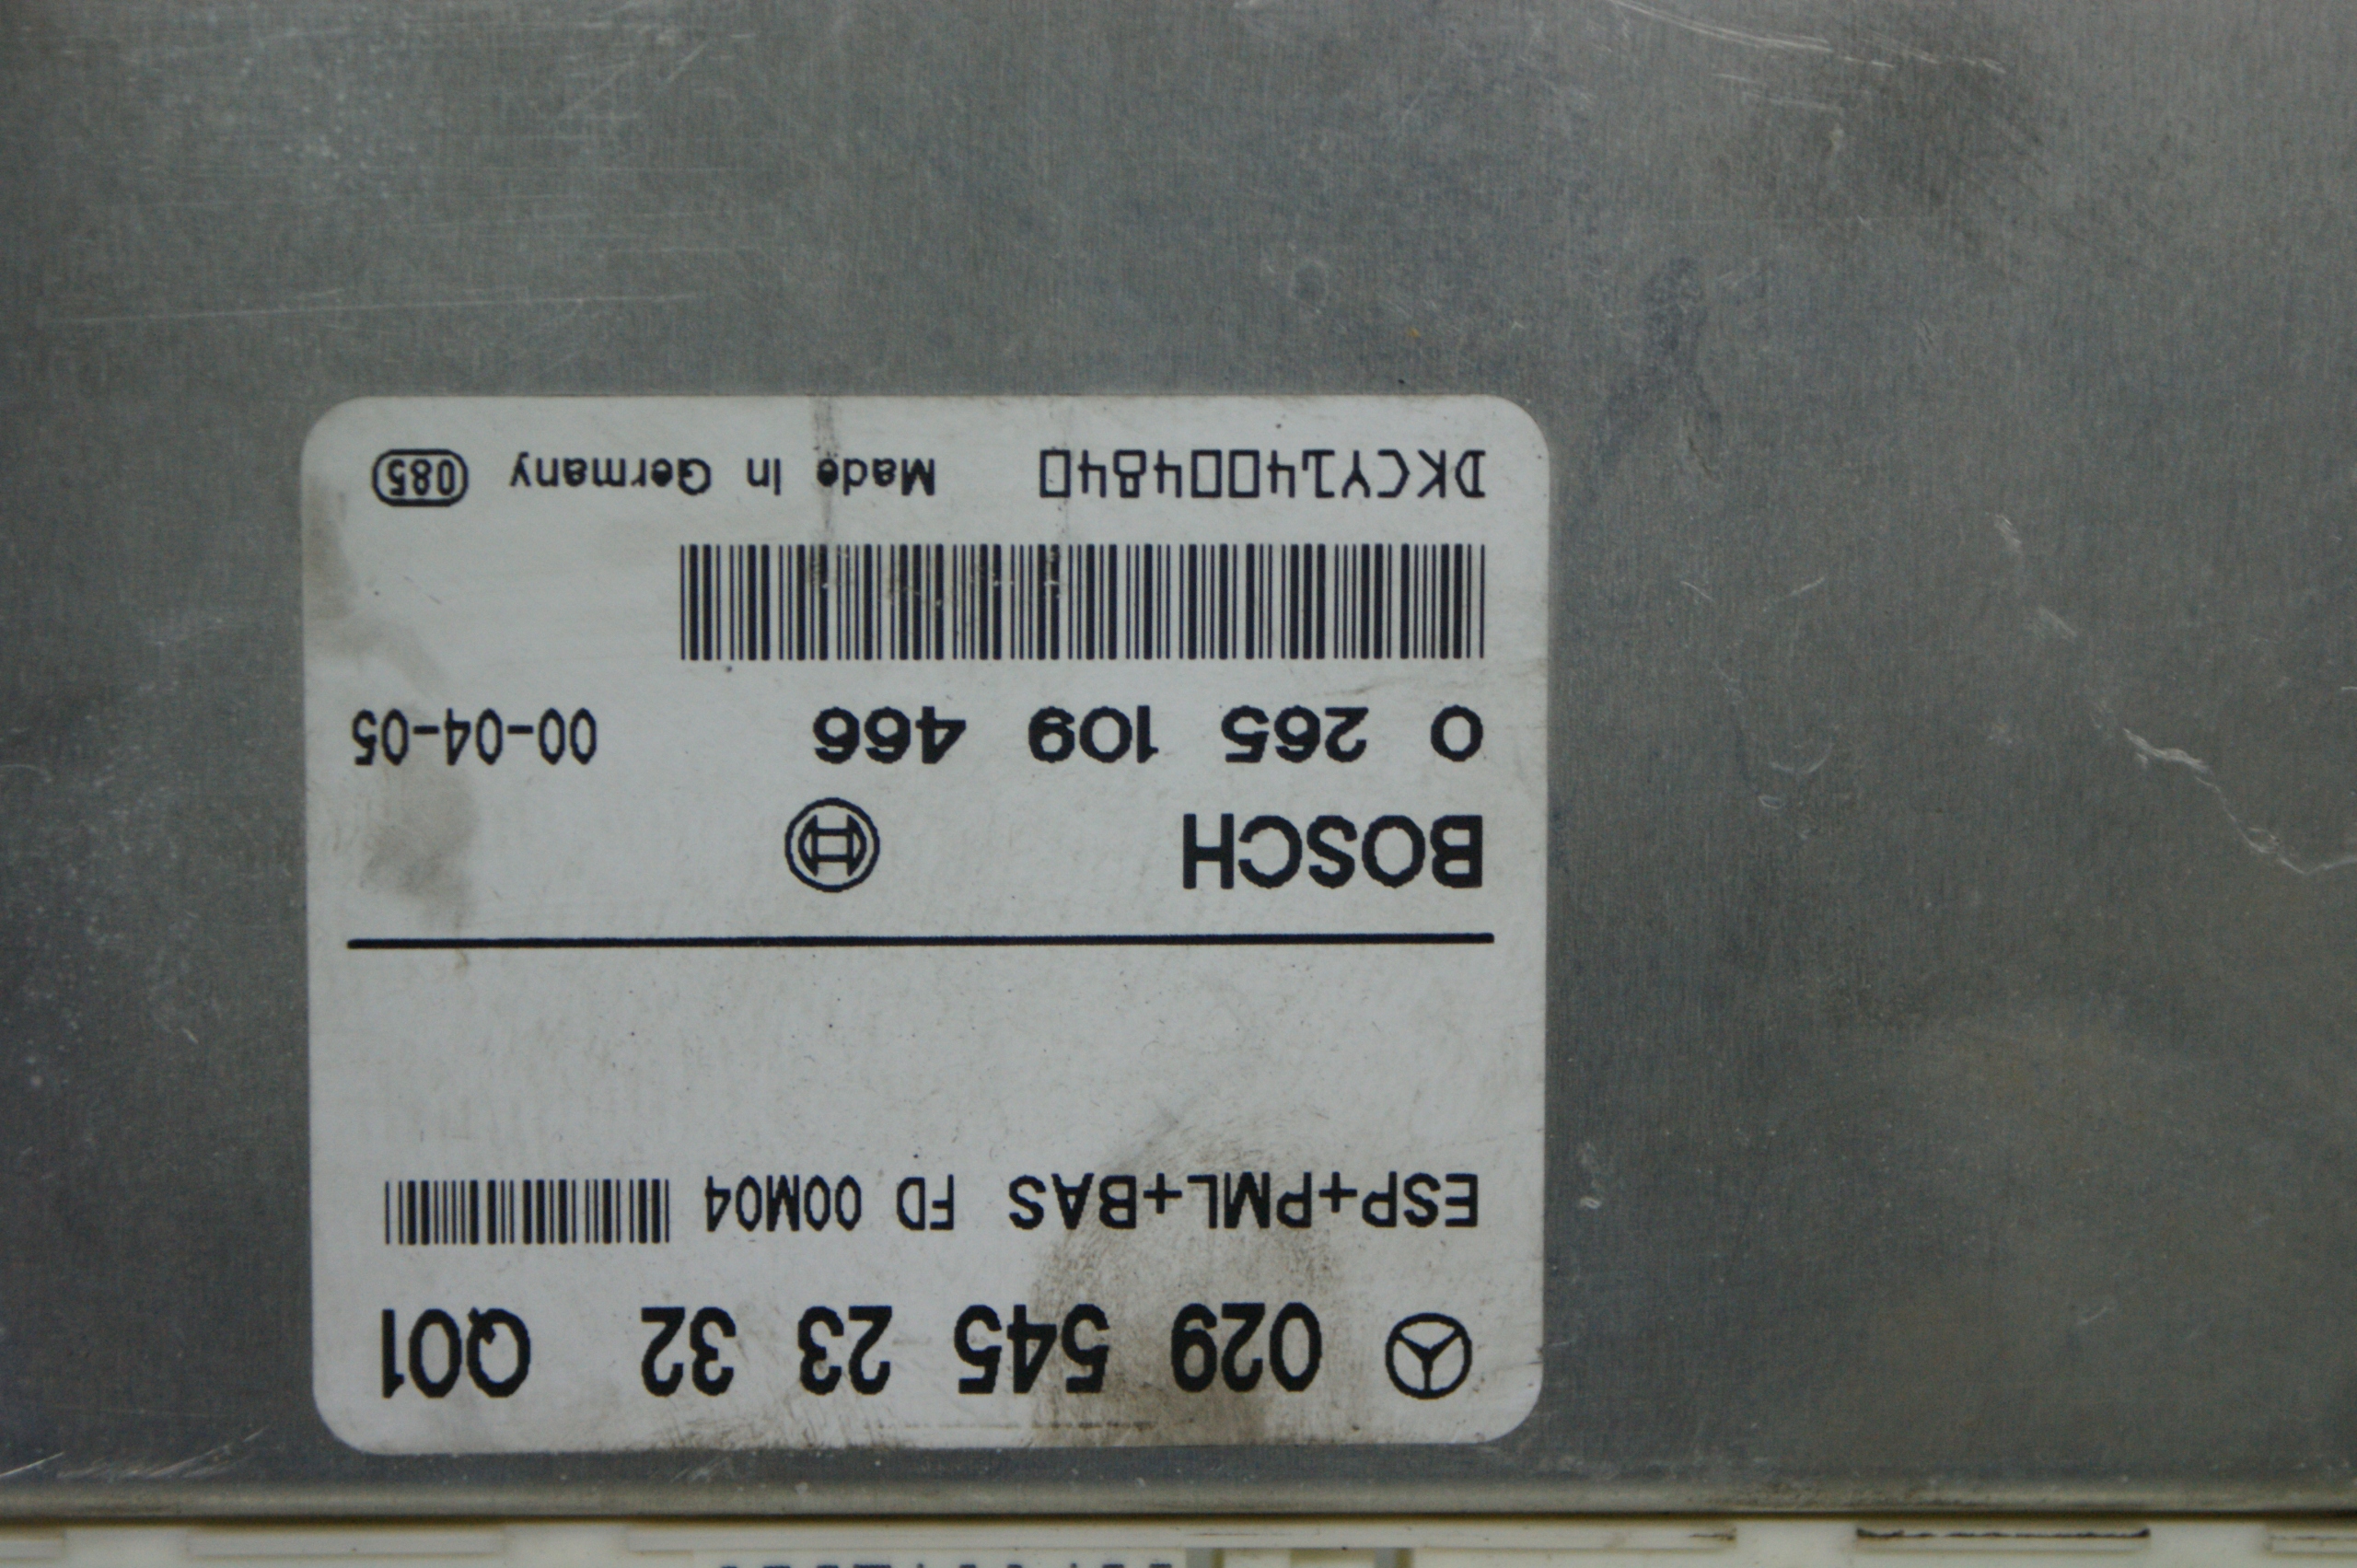 029 545 23 32 Q01
ESP+PML+BAS FD 00M04
BOSCH
0 265 109 466 00-04-05
DKCY14004840 Made In Germany 085